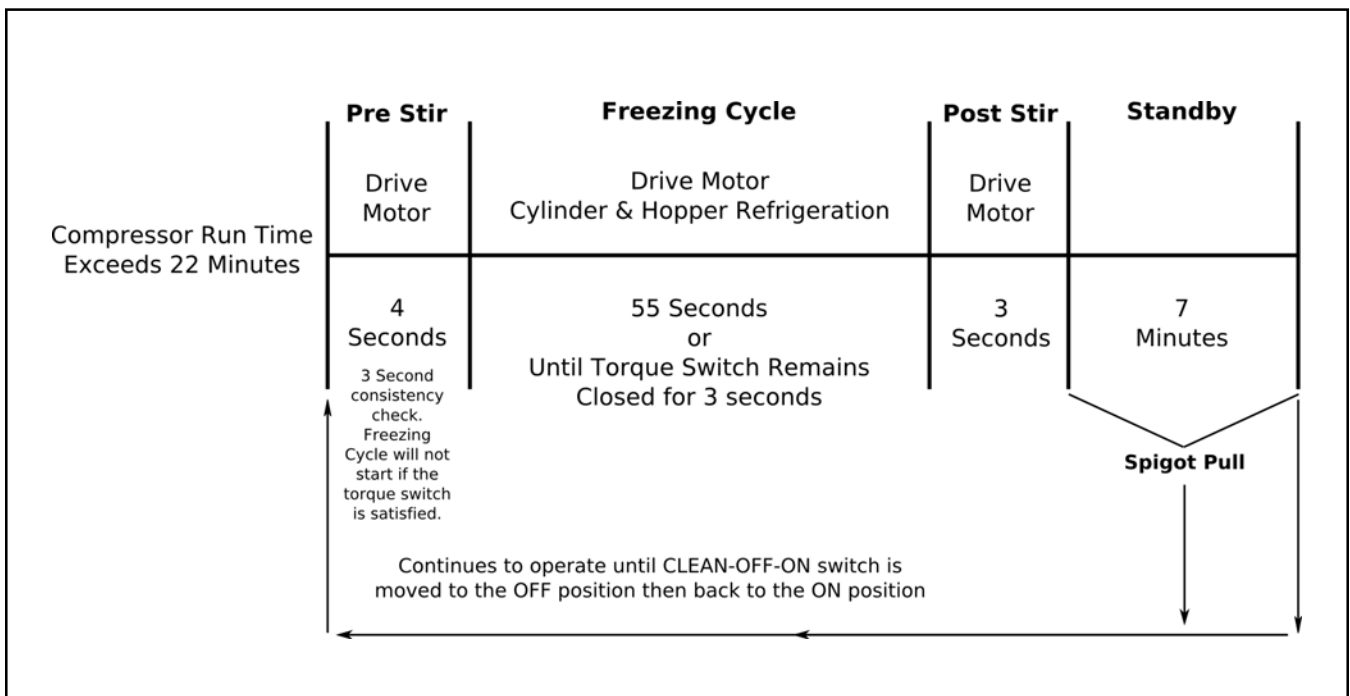 Pre Stir
Freezing Cycle
Post Stir
Standby
Drive
Motor
Drive Motor
Cylinder & Hopper Refrigeration
Drive
Motor
Compressor Run Time
Exceeds 22 Minutes
4
Seconds
3 Second
consistency
check.
Freezing
Cycle will not
start if the
torque switch
is satisfied.
55 Seconds
or
Until Torque Switch Remains
Closed for 3 seconds
3
Seconds
7
Minutes
Spigot Pull
Continues to operate until CLEAN-OFF-ON switch is
moved to the OFF position then back to the ON position